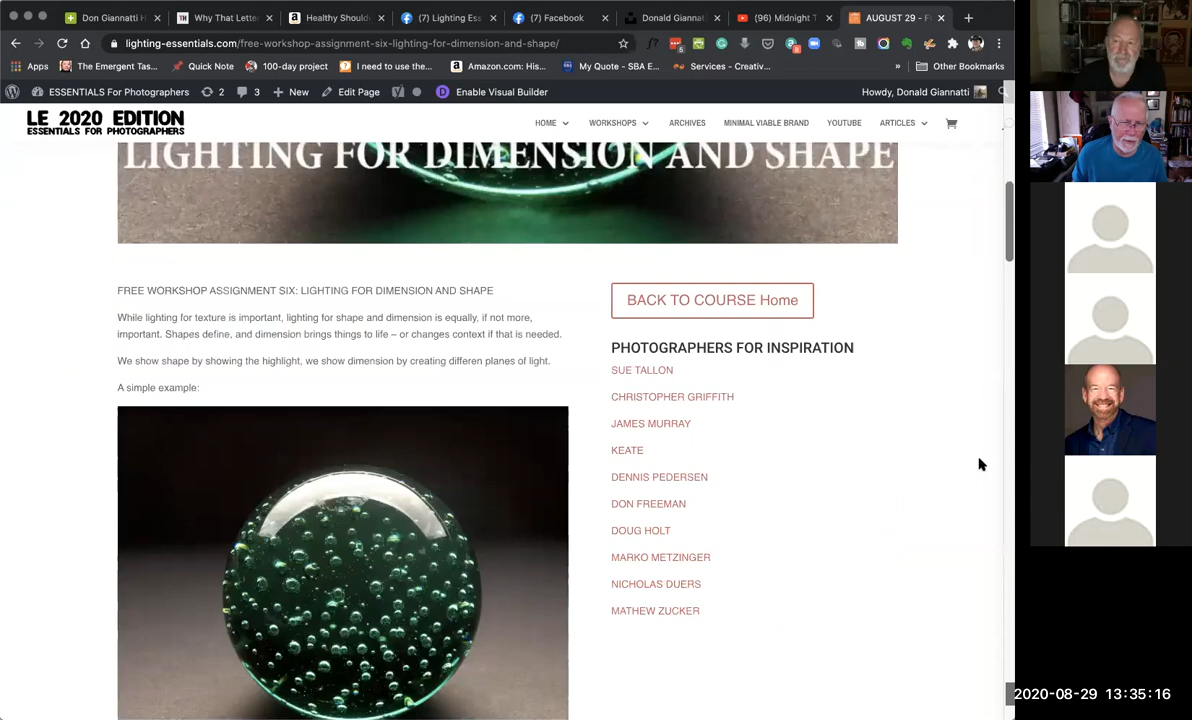 Don Giannatti H
Why That Letter
Healthy Should
(7) Lighting Ess
(7) Facebook
Donald Giannat
(96) Midnight T
AUGUST 29 - F
lighting-essentials.com/free-workshop-assignment-six-lighting-for-dimension-and-shape/
Apps
The Emergent Tas...
Quick Note
100-day project
I need to use the...
Amazon.com: His...
My Quote - SBA E...
Services - Creativ...
»
Other Bookmarks
ESSENTIALS For Photographers
2
3
New
Edit Page
Enable Visual Builder
Howdy, Donald Giannatti
LE 2020 EDITION
ESSENTIALS FOR PHOTOGRAPHERS
HOME
WORKSHOPS
ARCHIVES
MINIMAL VIABLE BRAND
YOUTUBE
ARTICLES
LIGHTING FOR DIMENSION AND SHAPE
FREE WORKSHOP ASSIGNMENT SIX: LIGHTING FOR DIMENSION AND SHAPE
While lighting for texture is important, lighting for shape and dimension is equally, if not more,
important. Shapes define, and dimension brings things to life – or changes context if that is needed.
We show shape by showing the highlight, we show dimension by creating differen planes of light.
A simple example:
BACK TO COURSE Home
PHOTOGRAPHERS FOR INSPIRATION
SUE TALLON
CHRISTOPHER GRIFFITH
JAMES MURRAY
KEATE
DENNIS PEDERSEN
DON FREEMAN
DOUG HOLT
MARKO METZINGER
NICHOLAS DUERS
MATHEW ZUCKER
2020-08-29 13:35:16